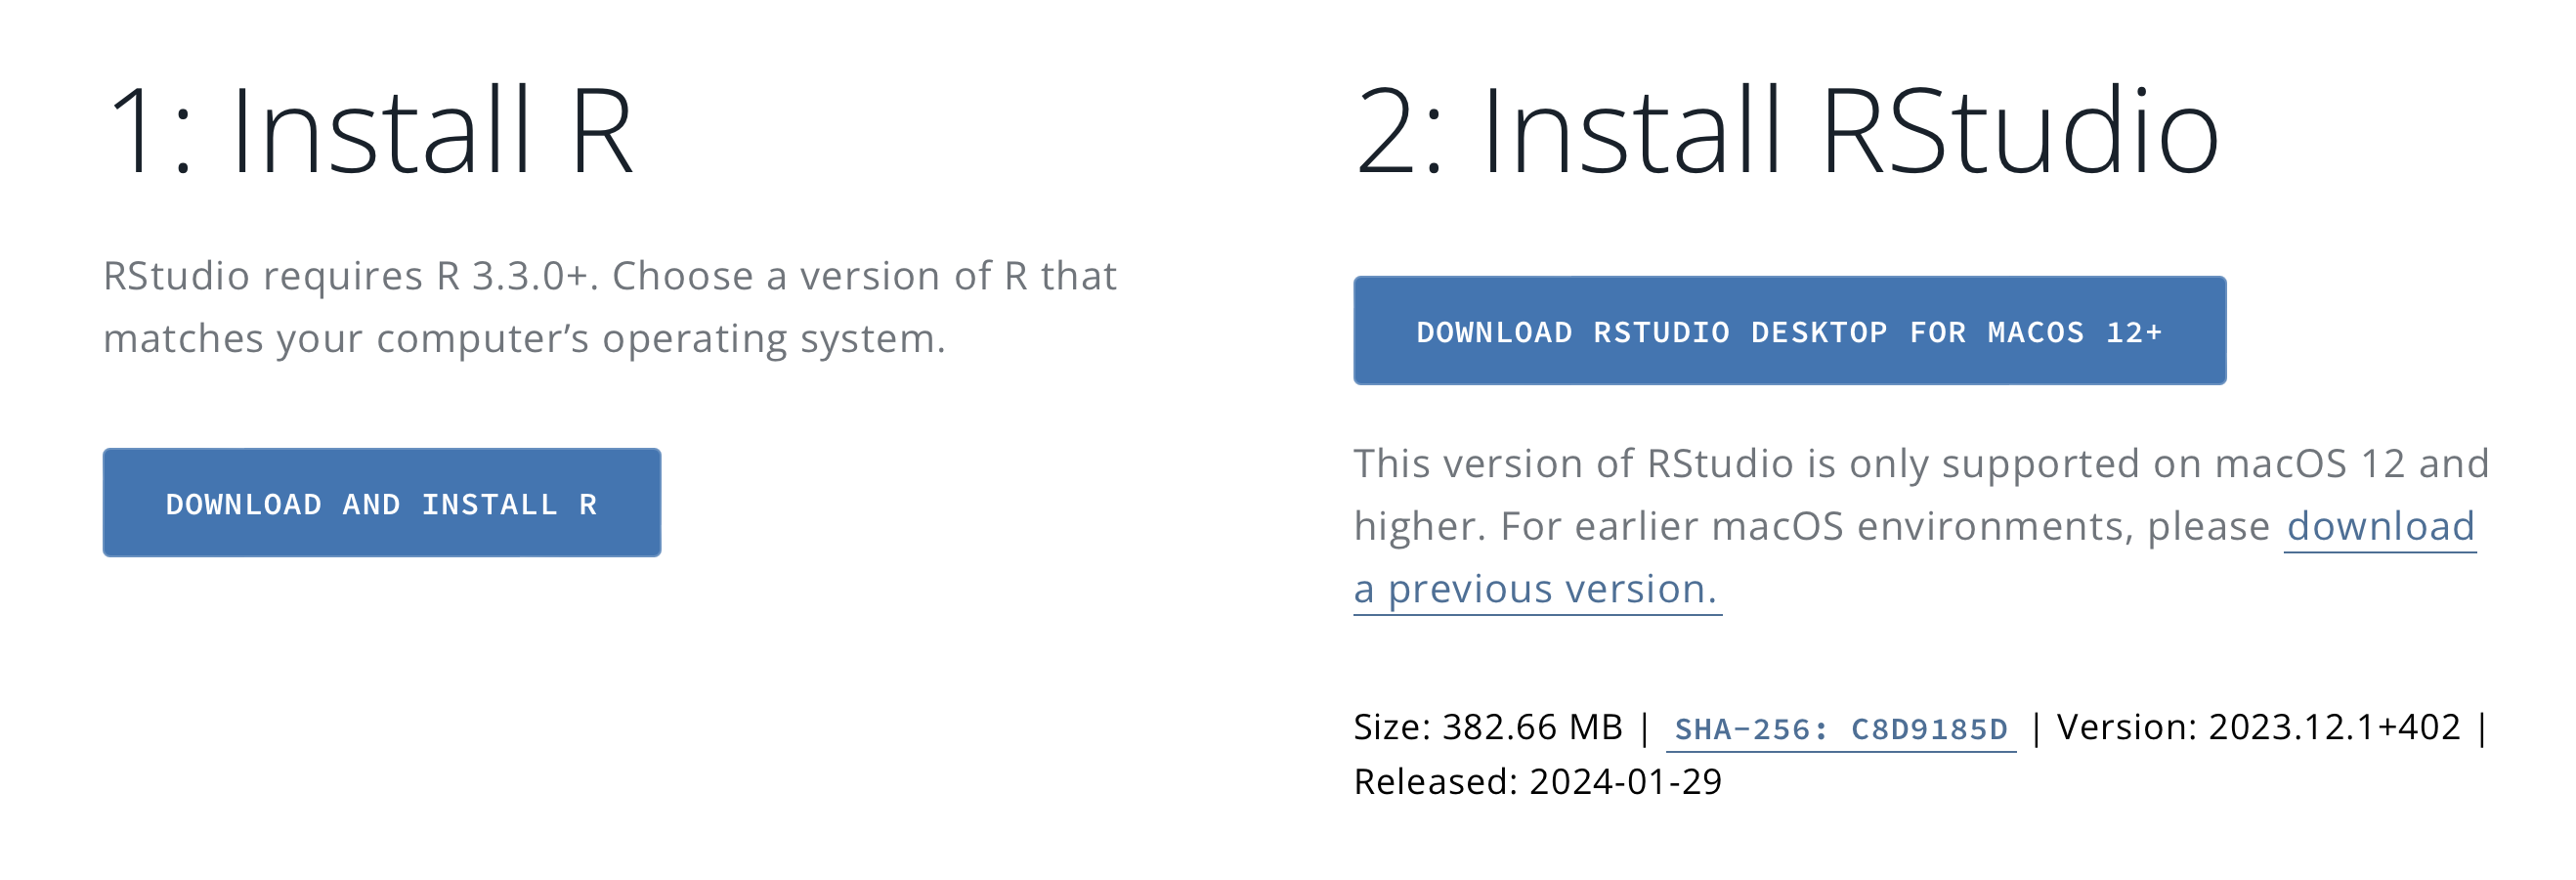 1: Install R
RStudio requires R 3.3.0+. Choose a version of R that
matches your computer’s operating system.
DOWNLOAD AND INSTALL R
2: Install RStudio
DOWNLOAD RSTUDIO DESKTOP FOR MACOS 12+
This version of RStudio is only supported on macOS 12 and
higher. For earlier macOS environments, please download
a previous version.
Size: 382.66 MB | SHA-256: C8D9185D | Version: 2023.12.1+402 |
Released: 2024-01-29